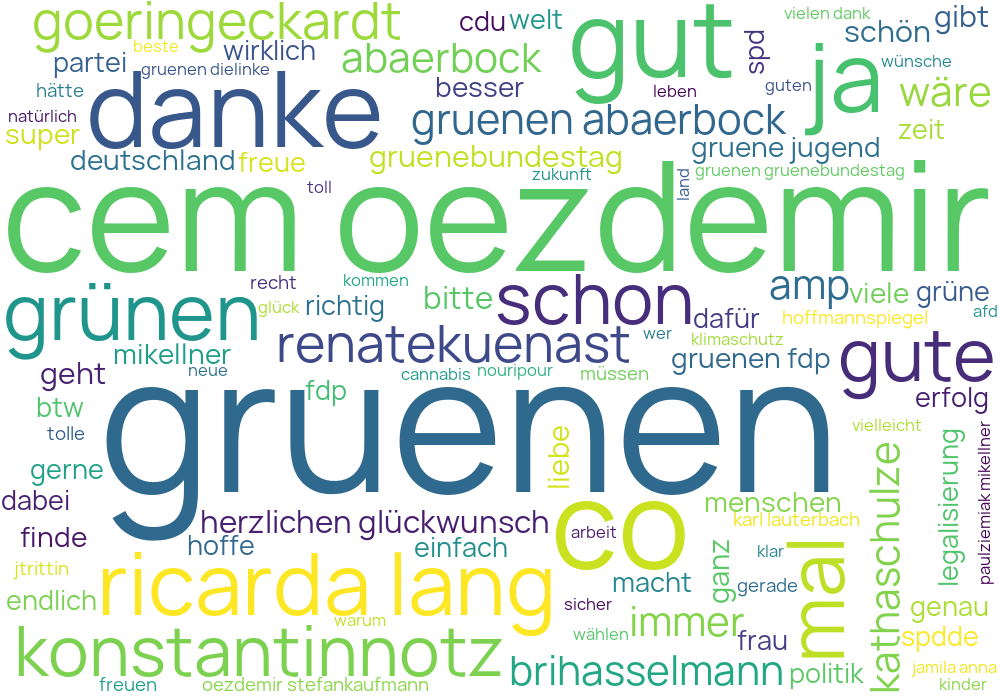 goeringeckardt
cdu
welt
gut
vielen dank
gibt
beste
wirklich
schön
partei
gruenen dielinke
abaerbock
spd
ja
wünsche
hätte
danke
besser
leben
guten
wäre
natürlich
super
gruenen abaerbock
zeit
deutschland
freue
gruenebundestag
gruene jugend
toll
zukunft
land
gruenen gruenebundestag
cem oezdemir
recht
kommen
grünen
glück
richtig
bitte
schon
amp
viele
grüne
dafür
hoffmannspiegel
afd
mikellner
renatekuenast
wer
klimaschutz
gruenen fdp
gute
geht
neue
fdp
cannabis
nouripour
müssen
erfolg
btw
gruenen
tolle
vielleicht
gerne
liebe
kathaschulze
legalisierung
paulziemiak
mikellner
dabei
herzlichen glückwunsch
co
menschen
finde
hoffe
einfach
arbeit
karl lauterbach
jtrittin
ricarda lang
ganz
klar
mal
macht
gerade
endlich
warum
sicher
immer
genau
konstantinnotz
wählen
frau
spdde
freuen
oezdemir stefankaufmann
brihasselmann
politik
jamila anna
kinder